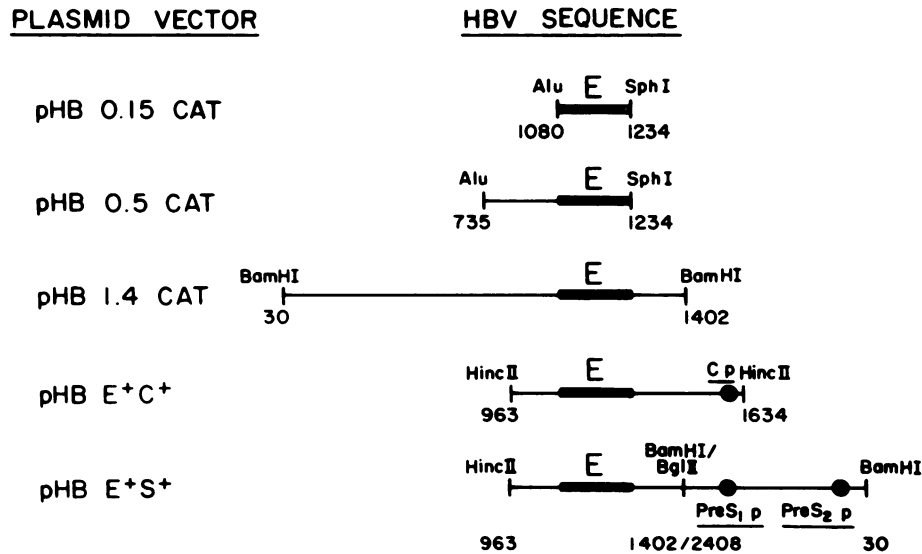 PLASMID VECTOR HBV SEQUENCE
Alu E SphI
pHB 0.15 CAT
1080 1234
Alu E SphI
pHB 0.5 CAT
735 1234
BamHI E BamHI
pHB 1.4 CAT
30 1402
HincII E Cp HincII
pHB E+C+
963 1634
BamHI/
HincII E BglII BamHI
pHB E+S+
PreS1 p PreS2 p
963 1402/2408 30